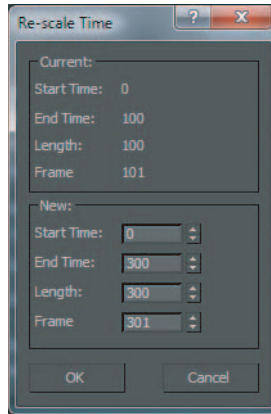 Re-scale Time
?
X
Current:
Start Time: 0
End Time: 100
Length: 100
Frame 101
New:
Start Time: 0
End Time: 300
Length: 300
Frame 301
OK Cancel